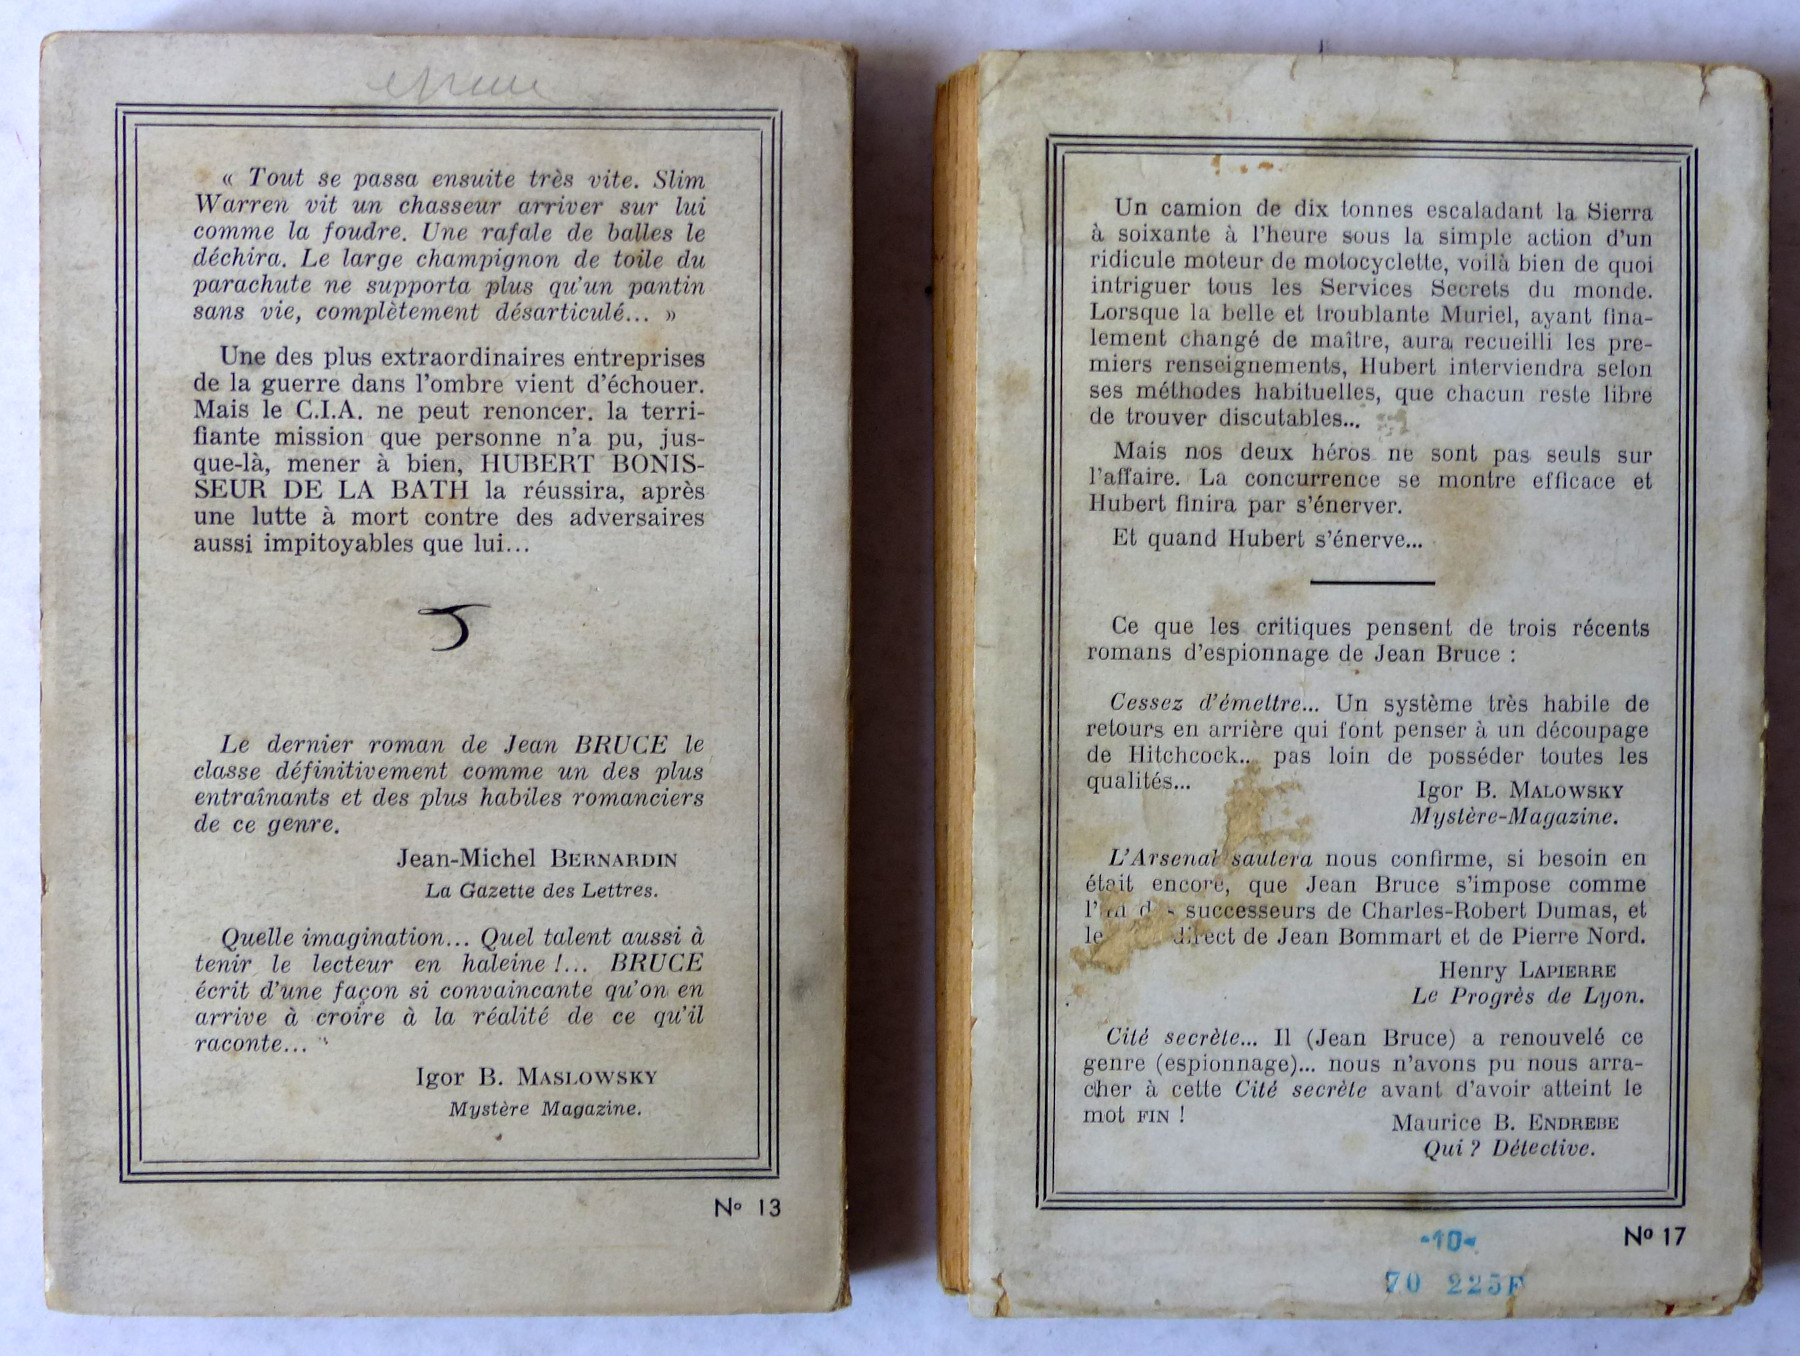 « Tout se passa ensuite très vite. Slim
Warren vit un chasseur arriver sur lui
comme la foudre. Une rafale de balles le
déchira. Le large champignon de toile du
parachute ne supporta plus qu'un pantin
sans vie, complètement désarticulé... »
Une des plus extraordinaires entreprises
de la guerre dans l'ombre vient d'échouer.
Mais le C.I.A. ne peut renoncer. la terri-
fiante mission que personne n'a pu, jus-
que-là, mener à bien, HUBERT BONIS-
SEUR DE LA BATH la réussira, après
une lutte à mort contre des adversaires
aussi impitoyables que lui...
Le dernier roman de Jean BRUCE le
classe définitivement comme un des plus
entraînants et des plus habiles romanciers
de ce genre.
Jean-Michel BERNARDIN
La Gazette des Lettres.
Quelle imagination... Quel talent aussi à
tenir le lecteur en haleine !... BRUCE
écrit d'une façon si convaincante qu'on en
arrive à croire à la réalité de ce qu'il
raconte...
Igor B. MASLOWSKY
Mystère Magazine.
N° 13
Un camion de dix tonnes escaladant la Sierra
à soixante à l'heure sous la simple action d'un
ridicule moteur de motocyclette, voilà bien de quoi
intriguer tous les Services Secrets du monde.
Lorsque la belle et troublante Muriel, ayant fina-
lement changé de maître, aura recueilli les pre-
miers renseignements, Hubert interviendra selon
ses méthodes habituelles, que chacun reste libre
de trouver discutables...
Mais nos deux héros ne sont pas seuls sur
l'affaire. La concurrence se montre efficace et
Hubert finira par s'énerver.
Et quand Hubert s'énerve...
Ce que les critiques pensent de trois récents
romans d'espionnage de Jean Bruce :
Cessez d'émettre... Un système très habile de
retours en arrière qui font penser à un découpage
de Hitchcock... pas loin de posséder toutes les
qualités...
Igor B. MALOWSKY
Mystère-Magazine.
L'Arsenal sautera nous confirme, si besoin en
était encore, que Jean Bruce s'impose comme
successeurs de Charles-Robert Dumas, et
le direct de Jean Bommart et de Pierre Nord.
Henry LAPIERRE
Le Progrès de Lyon.
Cité secrète... Il (Jean Bruce) a renouvelé ce
genre (espionnage)... nous n'avons pu nous arra-
cher à cette Cité secrète avant d'avoir atteint le
mot FIN !
Maurice B. ENDREBE
Qui ? Détective.
N° 17
-10-
70 225F